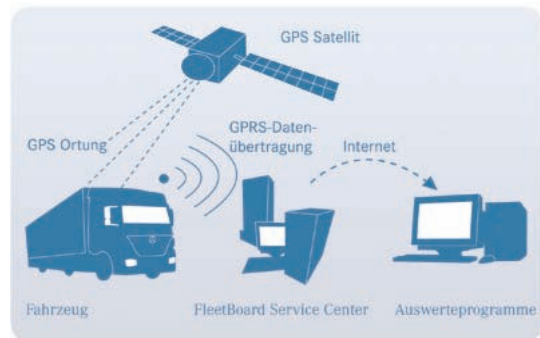 GPS Satellit
GPS Ortung
GPRS-Daten-
übertragung
Internet
Fahrzeug
FleetBoard Service Center
Auswerteprogramme